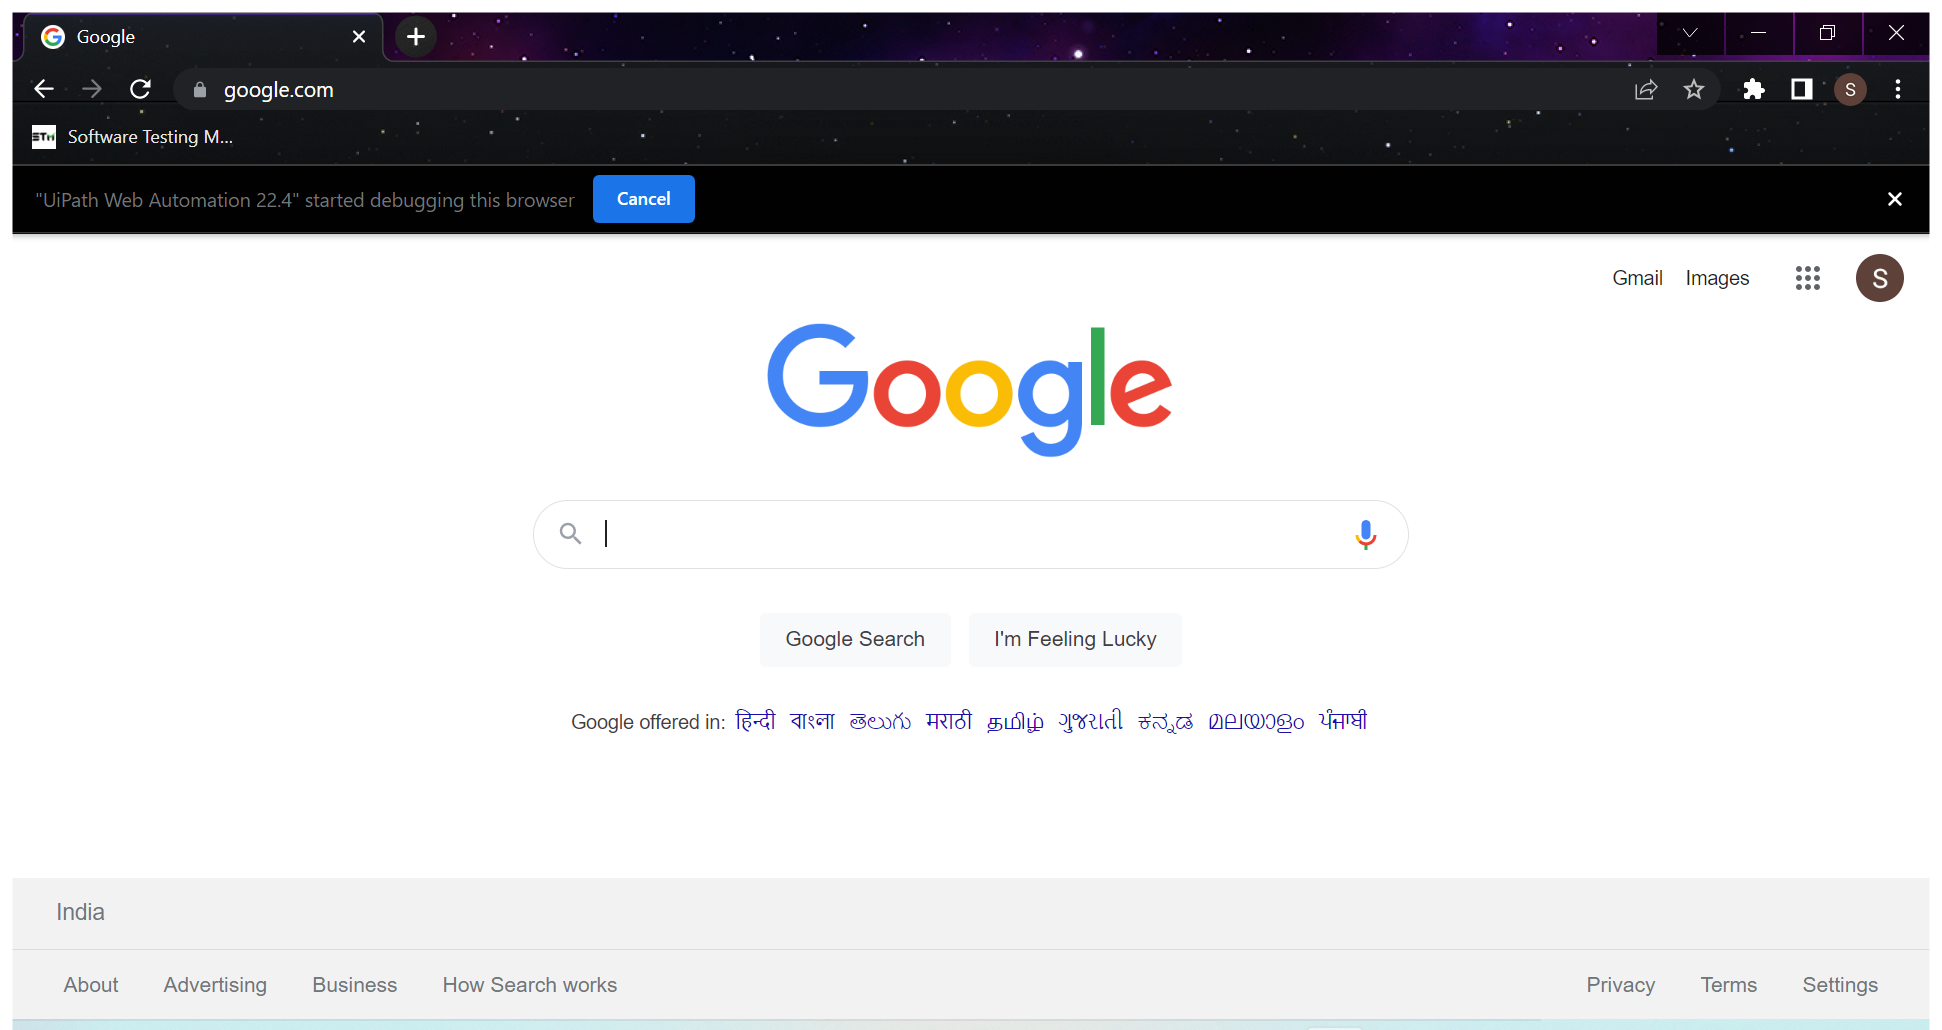 Google
google.com
S
STM Software Testing M...
"UiPath Web Automation 22.4" started debugging this browser Cancel
Gmail Images S
Google
Google Search I'm Feeling Lucky
Google offered in: हिन्दी বাংলা తెలుగు मराठी தமிழ் ગુજરાતી ಕನ್ನಡ മലയാളം ਪੰਜਾਬੀ
India
About Advertising Business How Search works Privacy Terms Settings